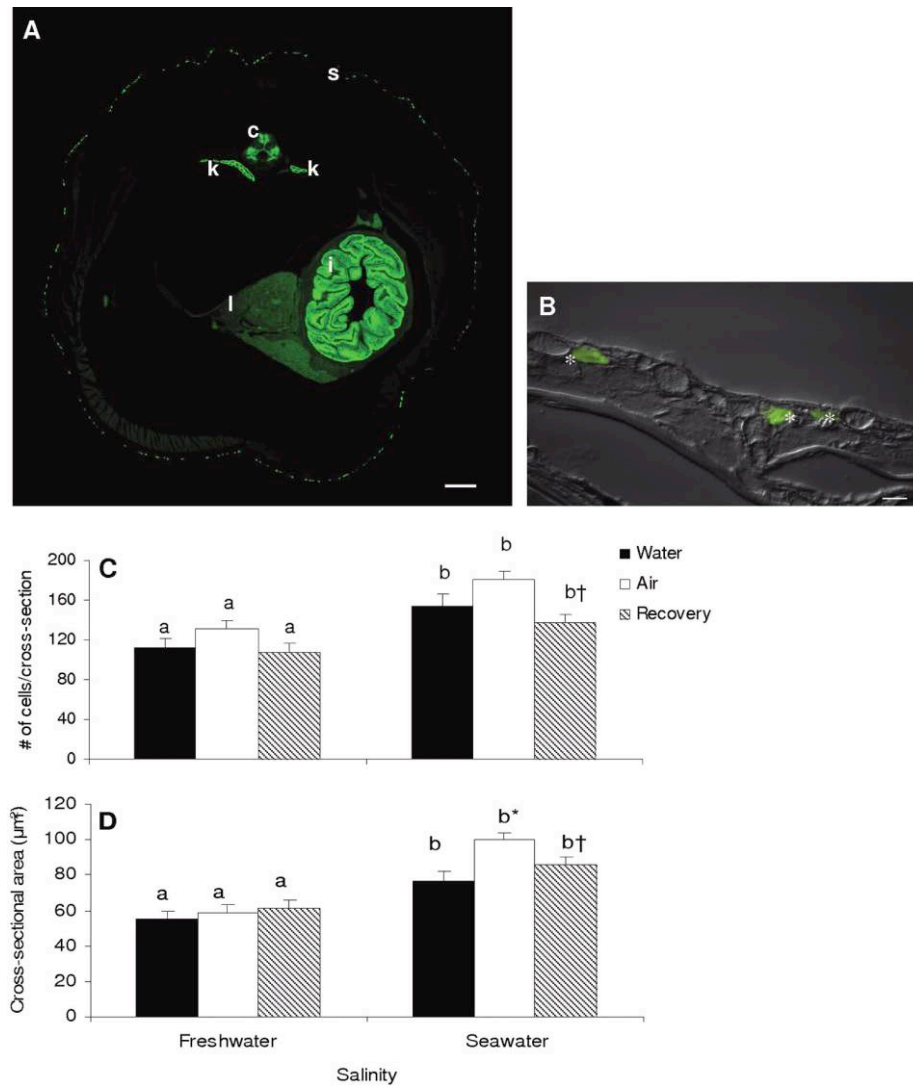 A
s
c
k k
i
l
B
* * *
C
# of cells/cross-section
200
160
120
80
40
0
a a a
b b b†
Water
Air
Recovery
D
Cross-sectional area (µm²)
120
100
80
60
40
20
0
a a a
b b* b†
Freshwater Seawater
Salinity